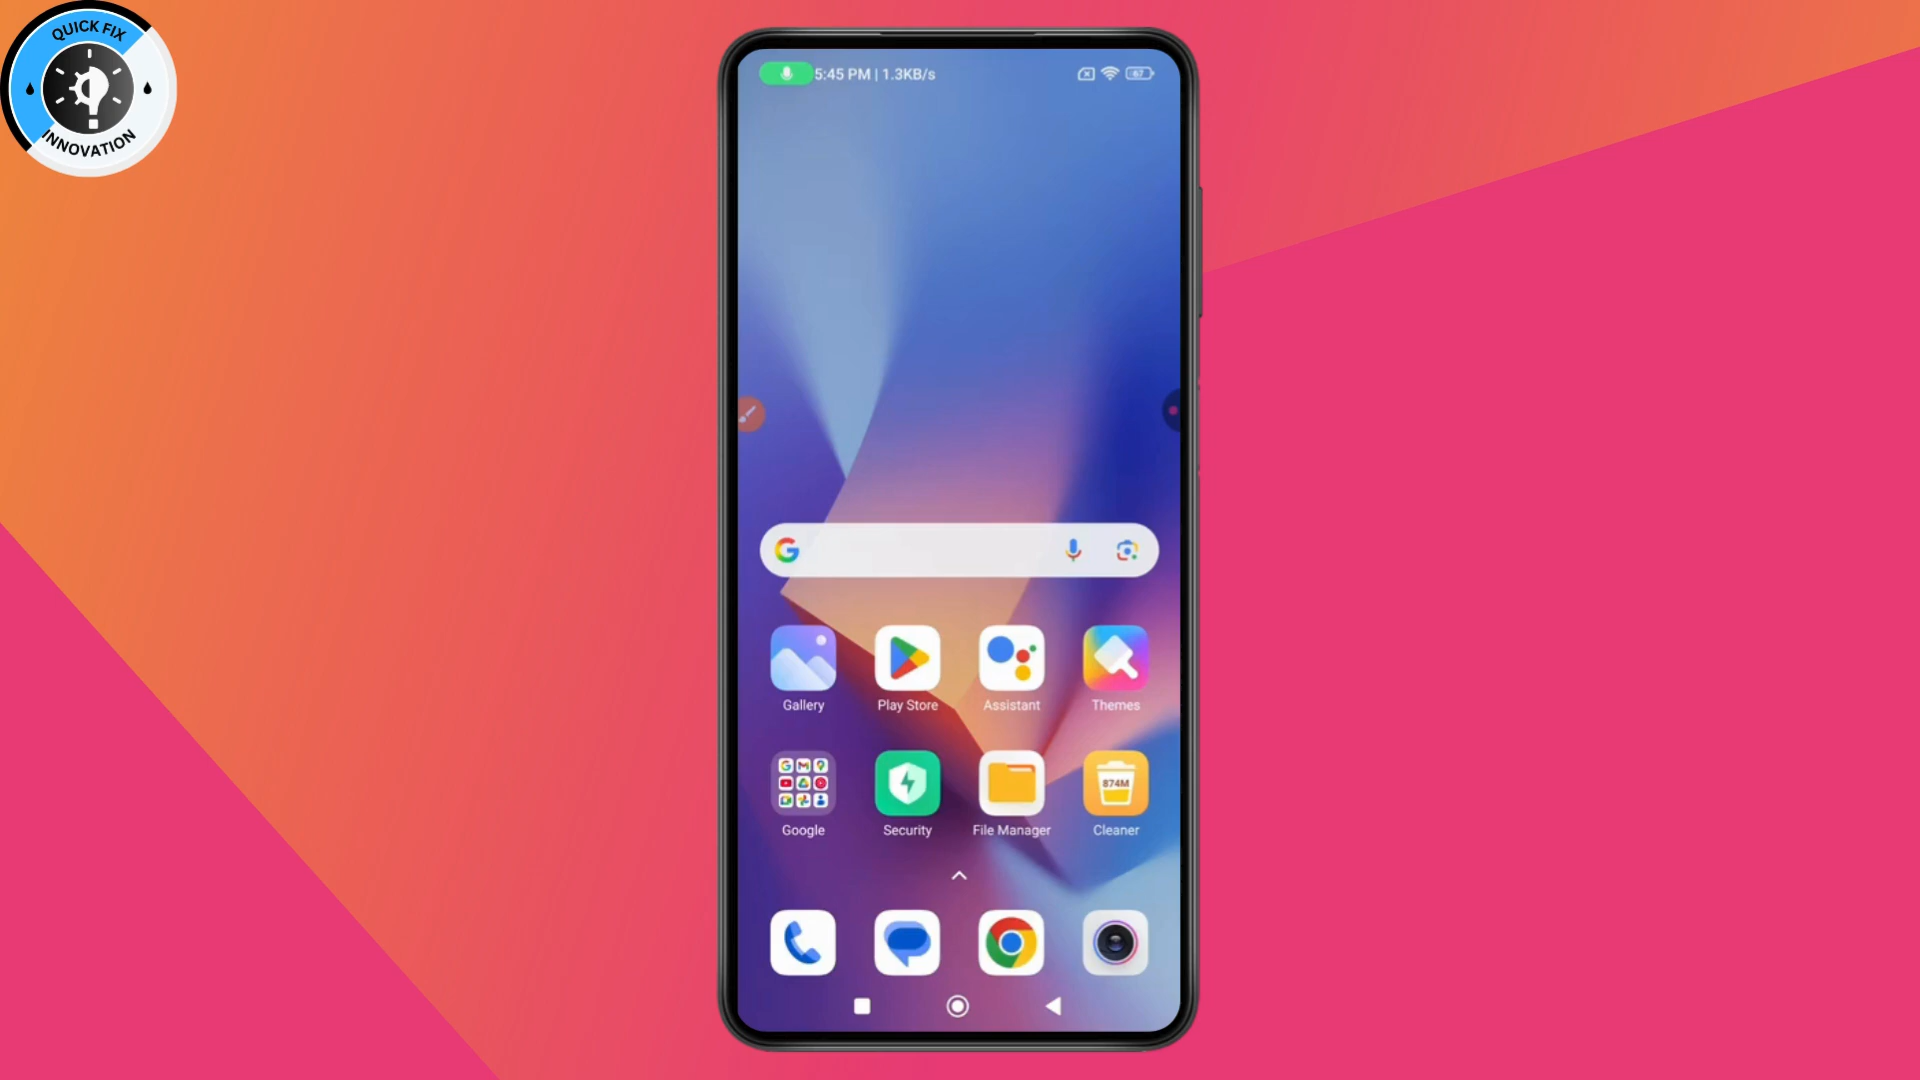 QUICK FIX
INNOVATION
5:45 PM | 1.3KB/s
67
Gallery
Play Store
Assistant
Themes
874M
Google
Security
File Manager
Cleaner